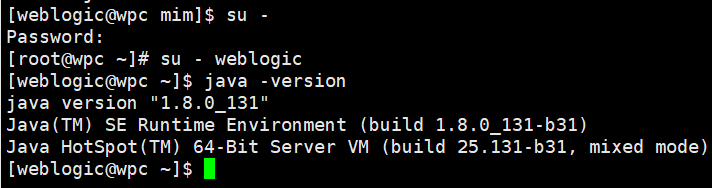 [weblogic@wpc mim]$ su -
Password:
[root@wpc ~]# su - weblogic
[weblogic@wpc ~]$ java -version
java version "1.8.0_131"
Java(TM) SE Runtime Environment (build 1.8.0_131-b31)
Java HotSpot(TM) 64-Bit Server VM (build 25.131-b31, mixed mode)
[weblogic@wpc ~]$